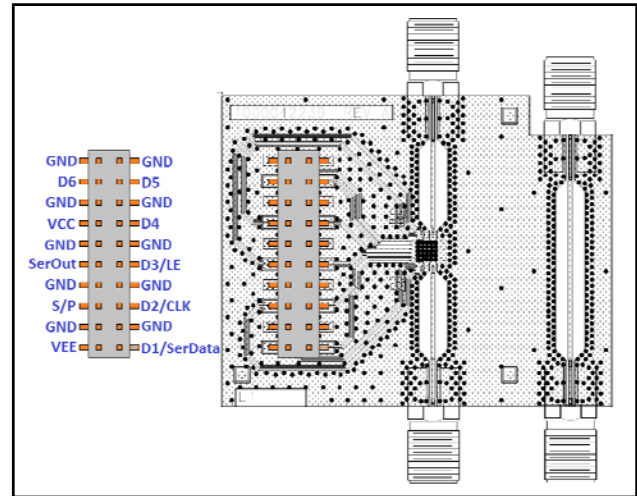 GND GND
D6 D5
GND GND
VCC D4
GND GND
SerOut D3/LE
GND GND
S/P D2/CLK
GND GND
VEE D1/SerData